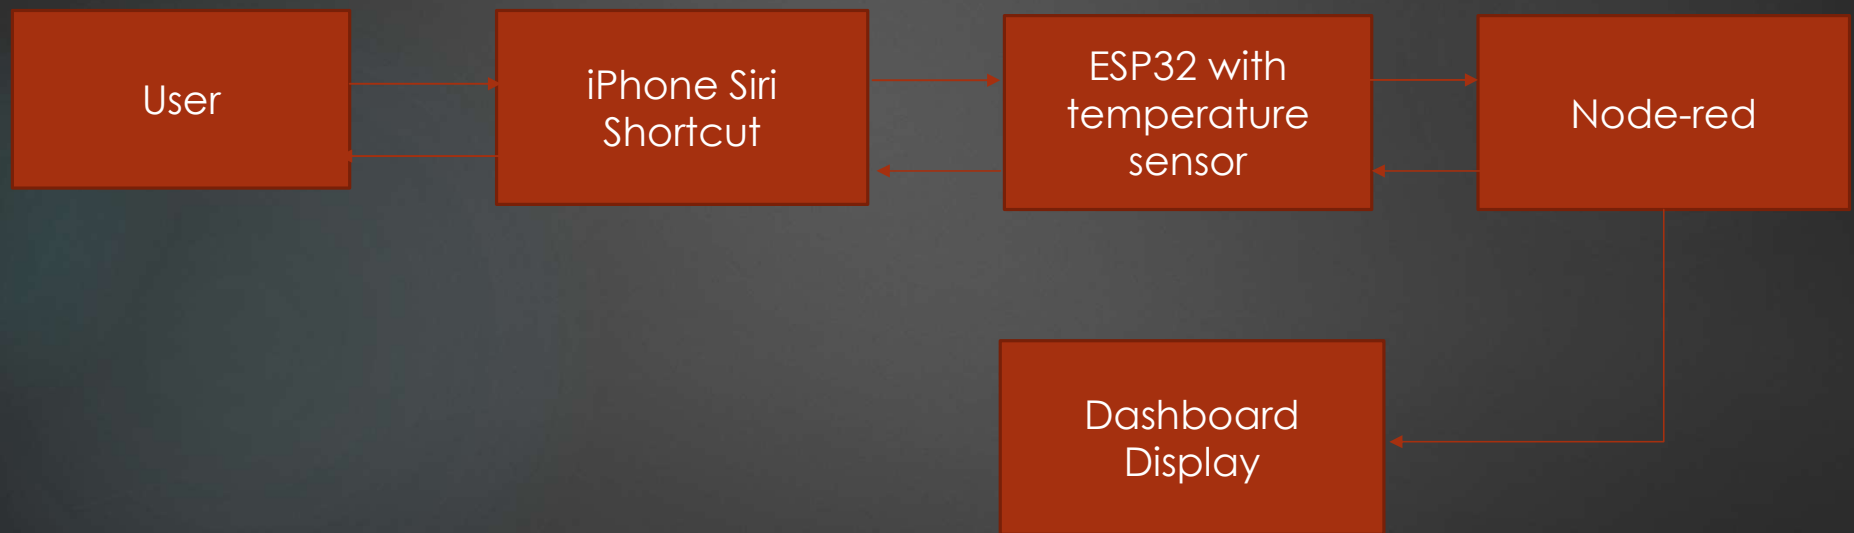 User
iPhone Siri
Shortcut
ESP32 with
temperature
sensor
Node-red
Dashboard
Display